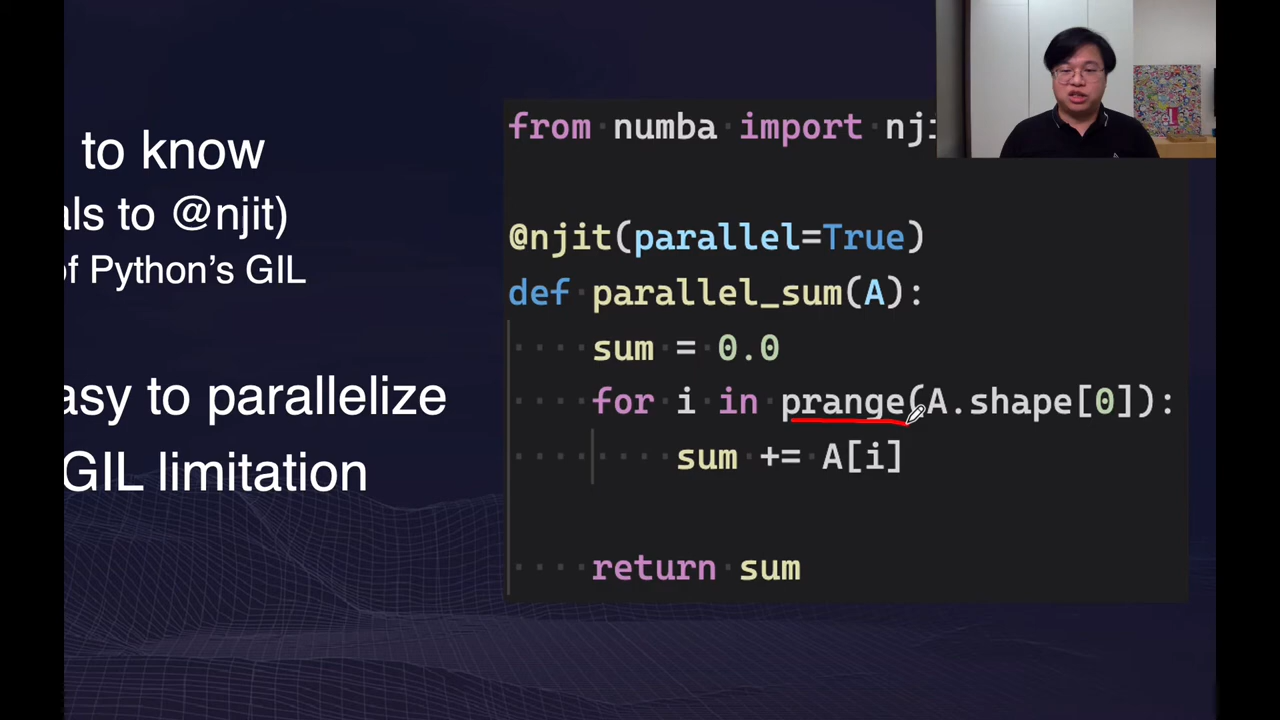 to know
als to @njit)
of Python's GIL
asy to parallelize
GIL limitation
from numba import nji
@njit(parallel=True)
def parallel_sum(A):
sum = 0.0
for i in prange(A.shape[0]):
sum += A[i]
return sum